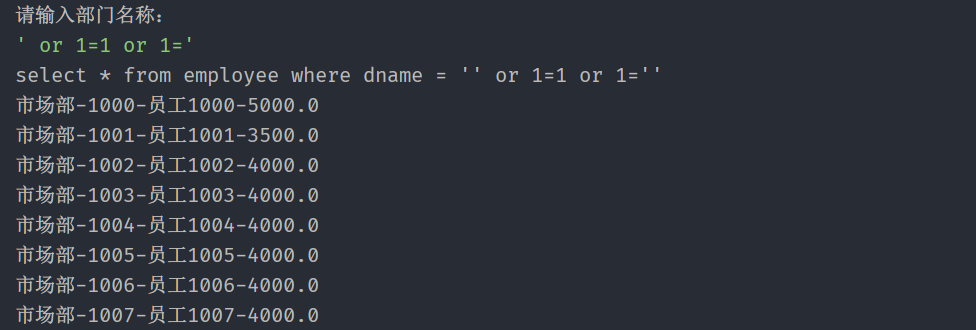 请输入部门名称：
' or 1=1 or 1='
select * from employee where dname = '' or 1=1 or 1=''
市场部-1000-员工1000-5000.0
市场部-1001-员工1001-3500.0
市场部-1002-员工1002-4000.0
市场部-1003-员工1003-4000.0
市场部-1004-员工1004-4000.0
市场部-1005-员工1005-4000.0
市场部-1006-员工1006-4000.0
市场部-1007-员工1007-4000.0